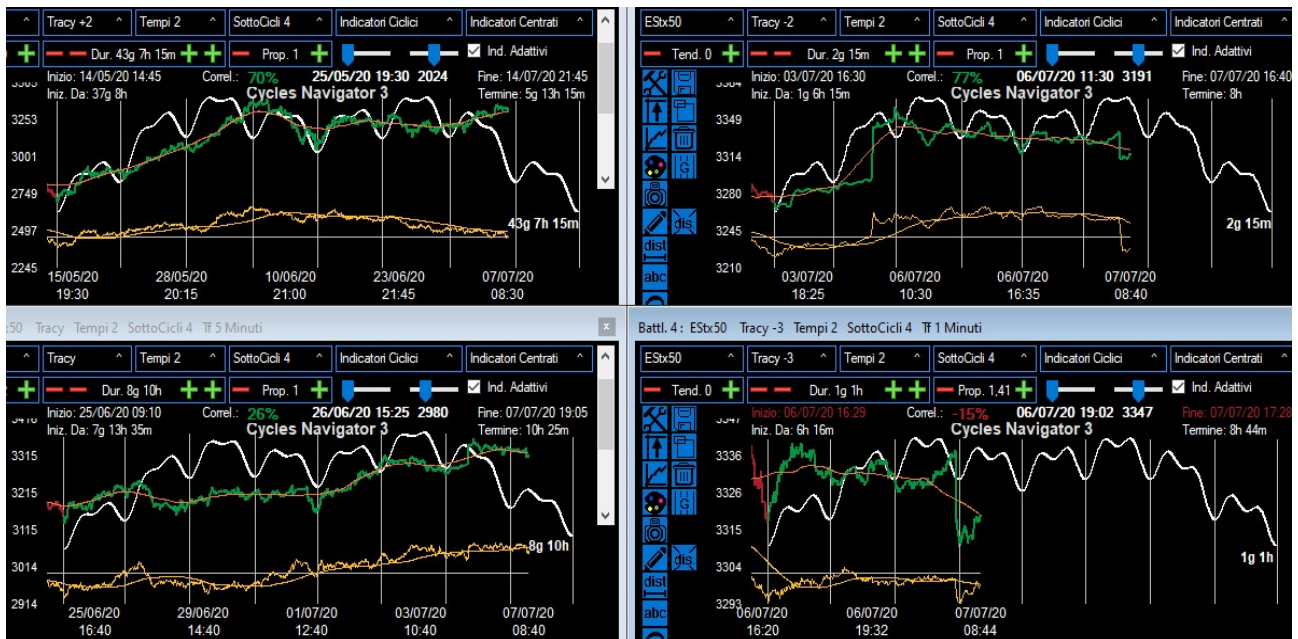 Tracy +2 ^ Tempi 2 ^ SottoCicli 4 ^ Indicatori Ciclici ^ Indicatori Centrati ^
Dur. 43g 7h 15m Prop. 1 Ind. Adattivi
Inizio: 14/05/20 14:45 Correl.: 70% 25/05/20 19:30 2024 Fine: 14/07/20 21:45
Iniz. Da: 37g 8h Cycles Navigator 3 Termine: 5g 13h 15m
3253
3001
2749
2497
2245
43g 7h 15m
15/05/20 28/05/20 10/06/20 23/06/20 07/07/20
19:30 20:15 21:00 21:45 08:30
EStx50 ^ Tracy -2 ^ Tempi 2 ^ SottoCicli 4 ^ Indicatori Ciclici ^ Indicatori Centrati ^
Tend. 0 Dur. 2g 15m Prop. 1 Ind. Adattivi
Inizio: 03/07/20 16:30 Correl.: 77% 06/07/20 11:30 3191 Fine: 07/07/20 16:40
Iniz. Da: 1g 6h 15m Cycles Navigator 3 Termine: 8h
3349
3314
3280
3245
3210
G
dis
dist
abc
2g 15m
03/07/20 06/07/20 06/07/20 07/07/20
18:25 10:30 16:35 08:40
x50 Tracy Tempi 2 SottoCicli 4 Tf 5 Minuti x
Tracy ^ Tempi 2 ^ SottoCicli 4 ^ Indicatori Ciclici ^ Indicatori Centrati ^
Dur. 8g 10h Prop. 1 Ind. Adattivi
Inizio: 25/06/20 09:10 Correl.: 26% 26/06/20 15:25 2980 Fine: 07/07/20 19:05
Iniz. Da: 7g 13h 35m Cycles Navigator 3 Termine: 10h 25m
3315
3215
3115
3014
2914
8g 10h
25/06/20 29/06/20 01/07/20 03/07/20 07/07/20
16:40 14:40 12:40 10:40 08:40
Battl. 4 : EStx50 Tracy -3 Tempi 2 SottoCicli 4 Tf 1 Minuti
EStx50 ^ Tracy -3 ^ Tempi 2 ^ SottoCicli 4 ^ Indicatori Ciclici ^ Indicatori Centrati ^
Tend. 0 Dur. 1g 1h Prop. 1,41 Ind. Adattivi
Inizio: 06/07/20 16:29 Correl.: -15% 06/07/20 19:02 3347 Fine: 07/07/20 17:28
Iniz. Da: 6h 16m Cycles Navigator 3 Termine: 8h 44m
3336
3326
3315
3304
3293
G
dis
dist
abc
1g 1h
06/07/20 06/07/20 07/07/20
16:20 19:32 08:44